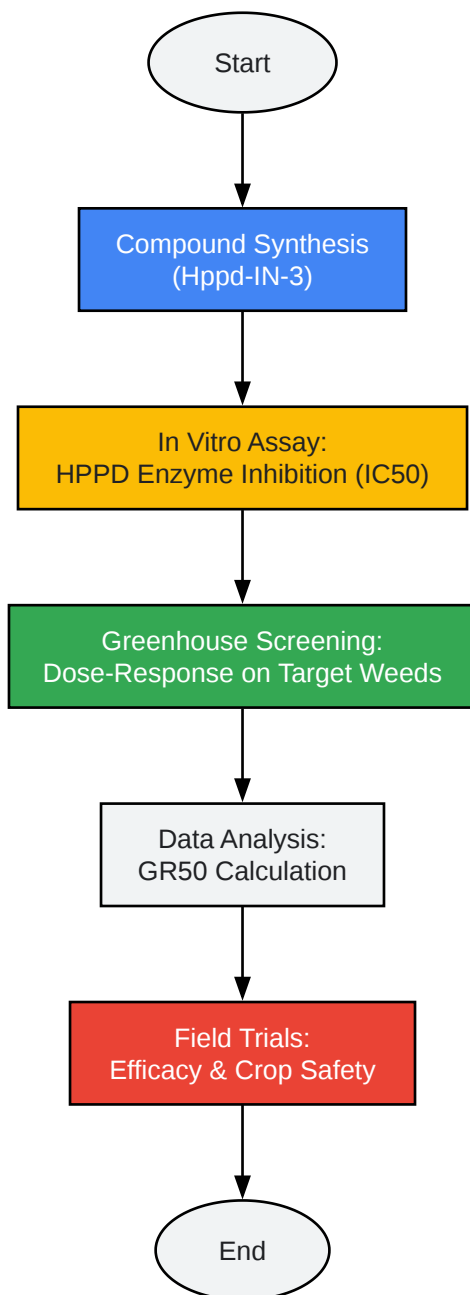 Start
Compound Synthesis
(Hppd-IN-3)
In Vitro Assay:
HPPD Enzyme Inhibition (IC50)
Greenhouse Screening:
Dose-Response on Target Weeds
Data Analysis:
GR50 Calculation
Field Trials:
Efficacy & Crop Safety
End